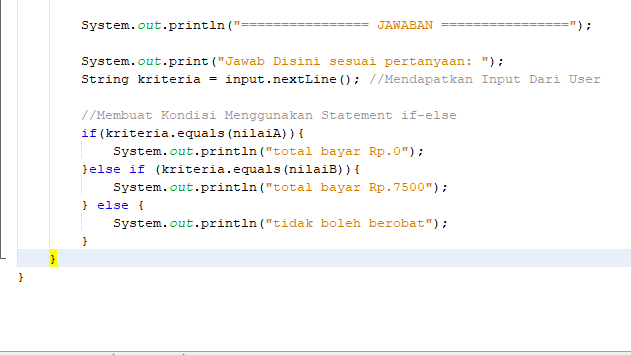 System.out.println("================ JAWABAN ================");
System.out.print("Jawab Disini sesuai pertanyaan: ");
String kriteria = input.nextLine(); //Mendapatkan Input Dari User
//Membuat Kondisi Menggunakan Statement if-else
if(kriteria.equals(nilaiA)){
System.out.println("total bayar Rp.0");
}else if (kriteria.equals(nilaiB)){
System.out.println("total bayar Rp.7500");
} else {
System.out.println("tidak boleh berobat");
}
}
}